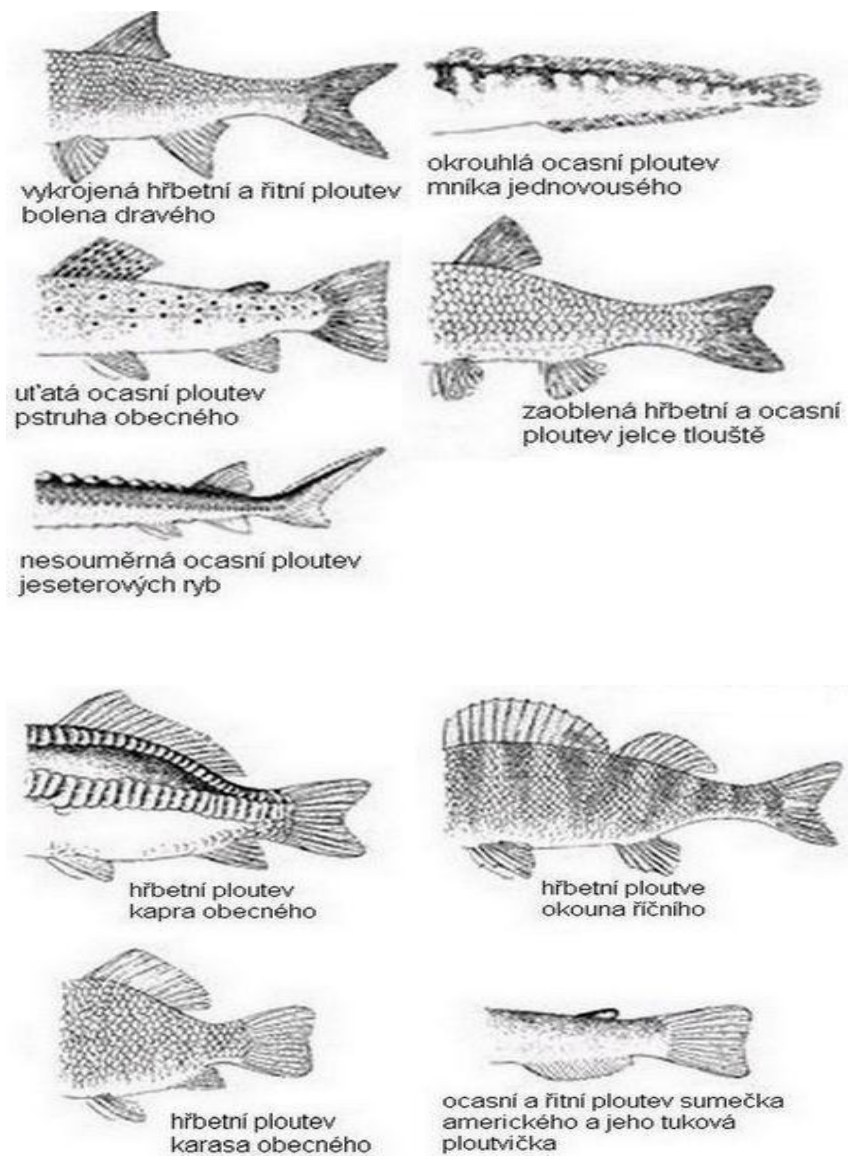 vykrojená hřbetní a řitní ploutev
bolena dravého
okrouhlá ocasní ploutev
mníka jednovousého
uťatá ocasní ploutev
pstruha obecného
zaoblená hřbetní a ocasní
ploutev jelce tlouště
nesouměrná ocasní ploutev
jeseterových ryb
hřbetní ploutev
kapra obecného
hřbetní ploutve
okouna říčního
hřbetní ploutev
karasa obecného
ocasní a řitní ploutev sumečka
amerického a jeho tuková
ploutvička